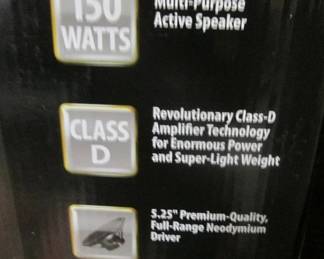 150
WATTS
Multi-Purpose
Active Speaker
CLASS
D
Revolutionary Class-D
Amplifier Technology
for Enormous Power
and Super-Light Weight
5.25" Premium-Quality,
Full-Range Neodymium
Driver